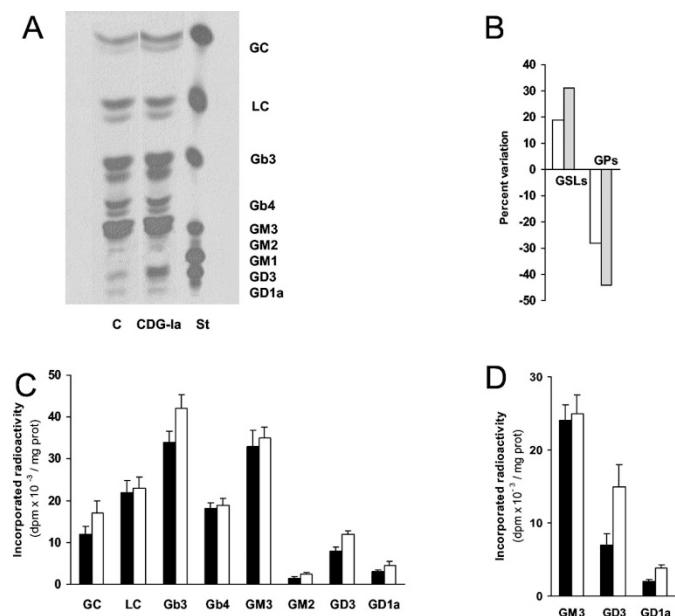 A
GC
LC
Gb3
Gb4
GM3
GM2
GM1
GD3
GD1a
C CDG-Ia St
B
Percent variation
40
30
20
10
0
-10
-20
-30
-40
-50
GSLs
GPs
C
Incorporated radioactivity
(dpm x 10⁻³ / mg prot)
50
40
30
20
10
0
GC LC Gb3 Gb4 GM3 GM2 GD3 GD1a
D
Incorporated radioactivity
(dpm x 10⁻³ / mg prot)
30
20
10
0
GM3 GD3 GD1a